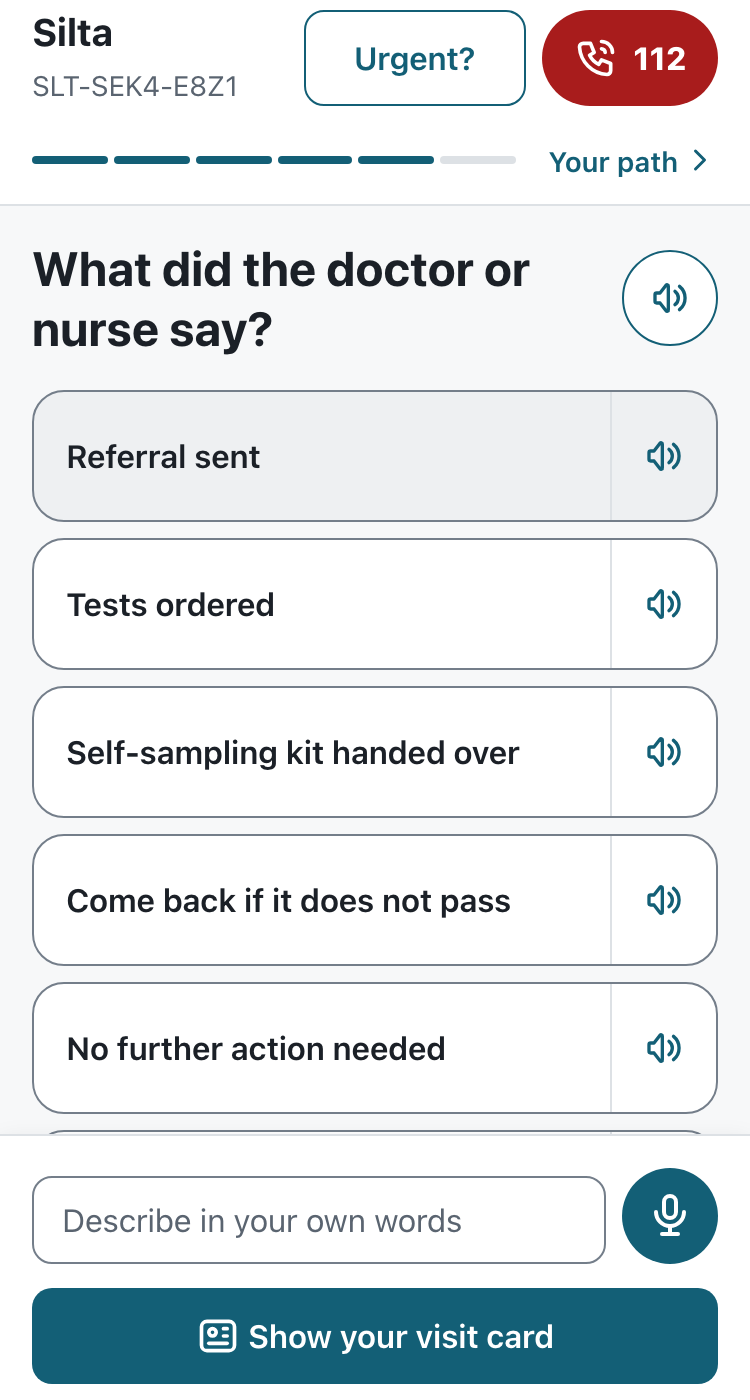 Silta
SLT-SEK4-E8Z1
Urgent?
112
Your path
What did the doctor or
nurse say?
Referral sent
Tests ordered
Self-sampling kit handed over
Come back if it does not pass
No further action needed
Describe in your own words
Show your visit card